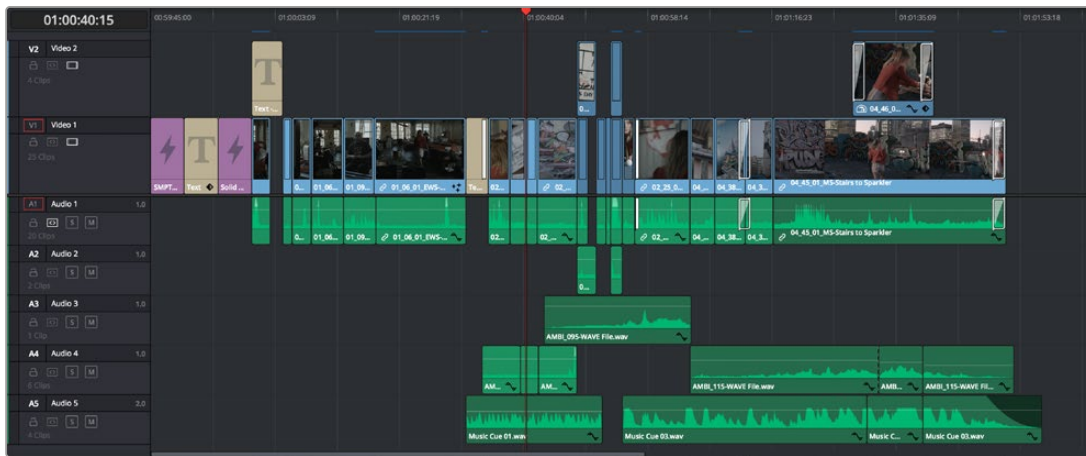 01:00:40:15
00:59:45:00 01:00:03:09 01:00:21:19 01:00:40:04 01:00:58:14 01:01:16:23 01:01:35:09 01:01:53:18
V2 Video 2
4 Clips
Text -...
0...
04_46_0...
V1 Video 1
23 Clips
T T
SMPT... Text Solid ... 0... 01_06... 01_09... 01_06_01_EWS-... Te... 02... 02_... 02_25_0... 04_... 04_38... 04_3... 04_45_01_MS-Stairs to Sparkler
A1 Audio 1 1.0
S M
20 Clips
0... 01_06... 01_09... 01_06_01_EWS-... 02... 02_... 02_... 04_... 04_38... 04_3... 04_45_01_MS-Stairs to Sparkler
A2 Audio 2 1.0
S M
2 Clips
0...
A3 Audio 3 1.0
S M
1 Clip
AMBI_095-WAVE File.wav
A4 Audio 4 1.0
S M
6 Clips
AM... AM... AMBI_115-WAVE File.wav AMB... AMBI_115-WAVE Fil...
A5 Audio 5 2.0
S M
4 Clips
Music Cue 01.wav Music Cue 03.wav Music C... Music Cue 03.wav